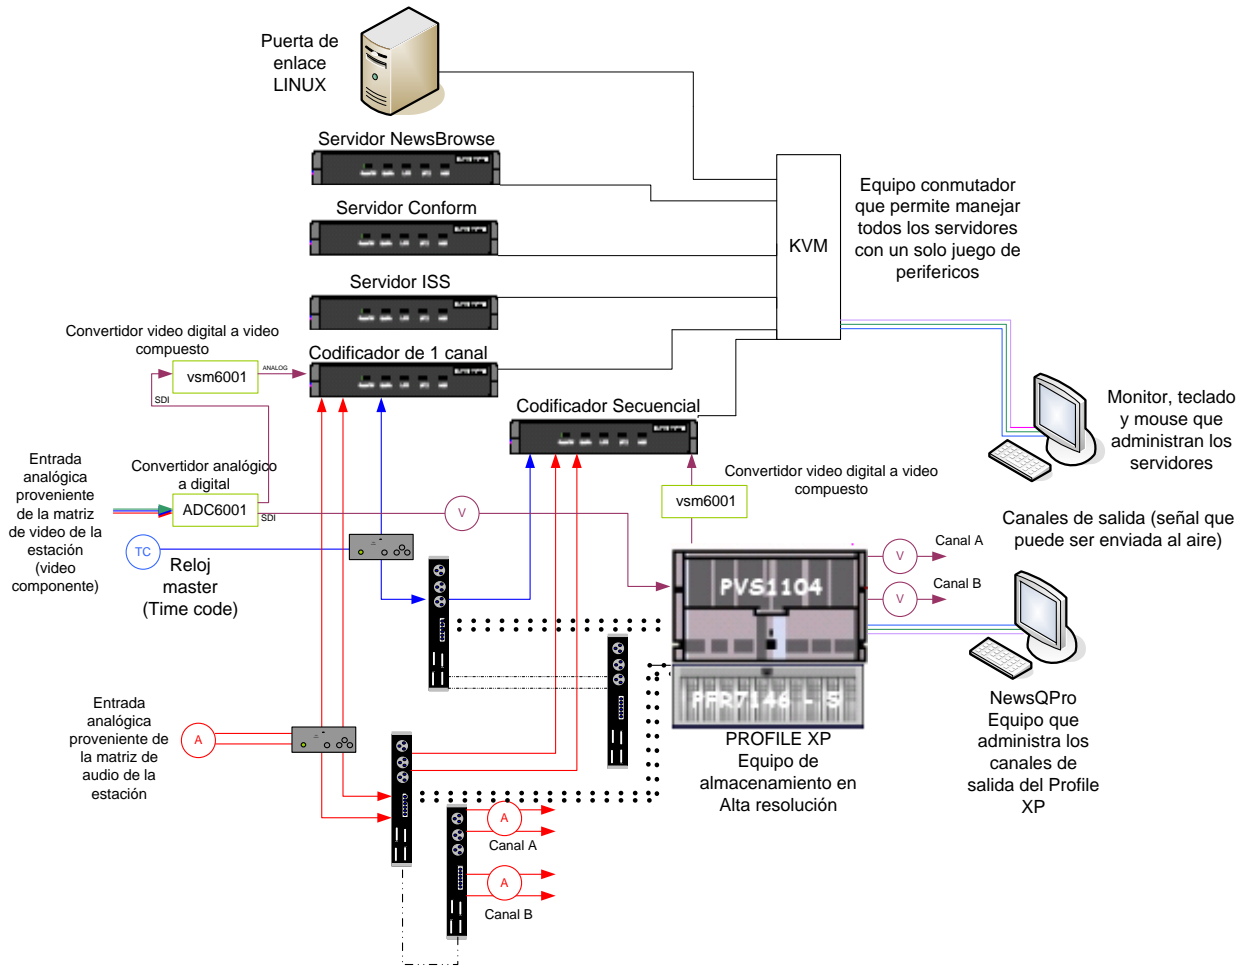 Puerta de
enlace
LINUX
Servidor NewsBrowse
Servidor Conform
Servidor ISS
Codificador de 1 canal
Codificador Secuencial
KVM
Equipo conmutador
que permite manejar
todos los servidores
con un solo juego de
perifericos
Convertidor video digital a video
compuesto
vsm6001
ANALOG
SDI
Convertidor analógico
a digital
ADC6001
SDI
Entrada
analógica
proveniente
de la matriz
de video de la
estación
(video
componente)
TC
Reloj
master
(Time code)
V
Convertidor video digital a video
compuesto
vsm6001
Monitor, teclado
y mouse que
administran los
servidores
Canales de salida (señal que
puede ser enviada al aire)
V
Canal A
V
Canal B
PVS1104
PFR7146 - S
PROFILE XP
Equipo de
almacenamiento en
Alta resolución
NewsQPro
Equipo que
administra los
canales de
salida del Profile
XP
Entrada
analógica
proveniente de
la matriz de
audio de la
estación
A
A
Canal A
A
Canal B